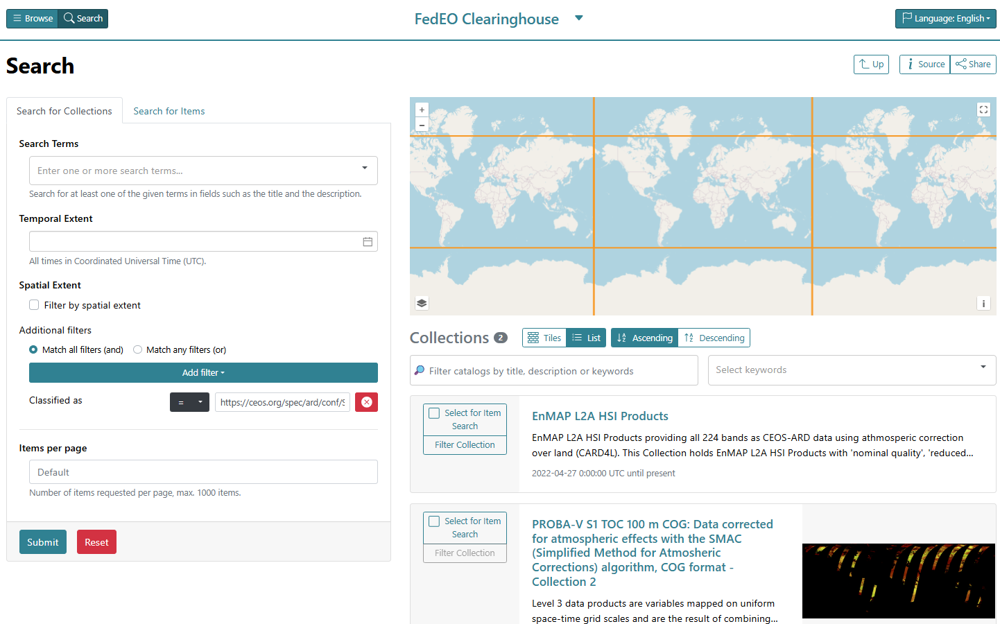 Browse
Search
FedEO Clearinghouse
Language: English
Search
Up
Source
Share
Search for Collections
Search for Items
Search Terms
Enter one or more search terms...
Search for at least one of the given terms in fields such as the title and the description.
Temporal Extent
All times in Coordinated Universal Time (UTC).
Spatial Extent
Filter by spatial extent
Additional filters
Match all filters (and)
Match any filters (or)
Add filter
Classified as
=
https://ceos.org/spec/ard/conf/S
Items per page
Default
Number of items requested per page, max. 1000 items.
Submit
Reset
+
−
i
Collections 2
Tiles
List
Ascending
Descending
Filter catalogs by title, description or keywords
Select keywords
Select for Item
Search
Filter Collection
EnMAP L2A HSI Products
EnMAP L2A HSI Products providing all 224 bands as CEOS-ARD data using athmosperic correction
over land (CARD4L). This Collection holds EnMAP L2A HSI Products with 'nominal quality', 'reduced...
2022-04-27 0:00:00 UTC until present
Select for Item
Search
Filter Collection
PROBA-V S1 TOC 100 m COG: Data corrected
for atmospheric effects with the SMAC
(Simplified Method for Atmosheric
Corrections) algorithm, COG format -
Collection 2
Level 3 data products are variables mapped on uniform
space-time grid scales and are the result of combining...